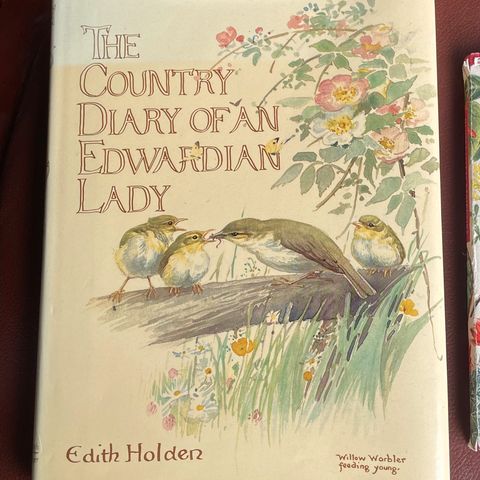 THE
COUNTRY
DIARY OF AN
EDWARDIAN
LADY
Edith Holden
Willow Warbler
feeding young.